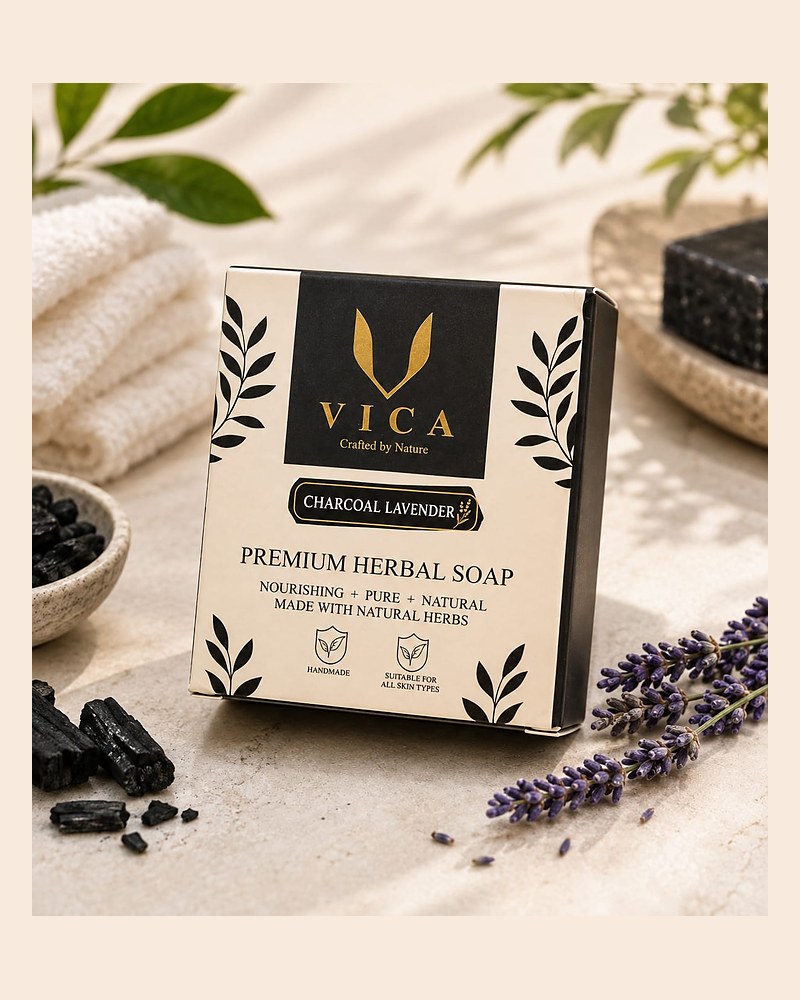 VICA
Crafted by Nature
CHARCOAL LAVENDER
PREMIUM HERBAL SOAP
NOURISHING + PURE + NATURAL
MADE WITH NATURAL HERBS
HANDMADE
SUITABLE FOR
ALL SKIN TYPES